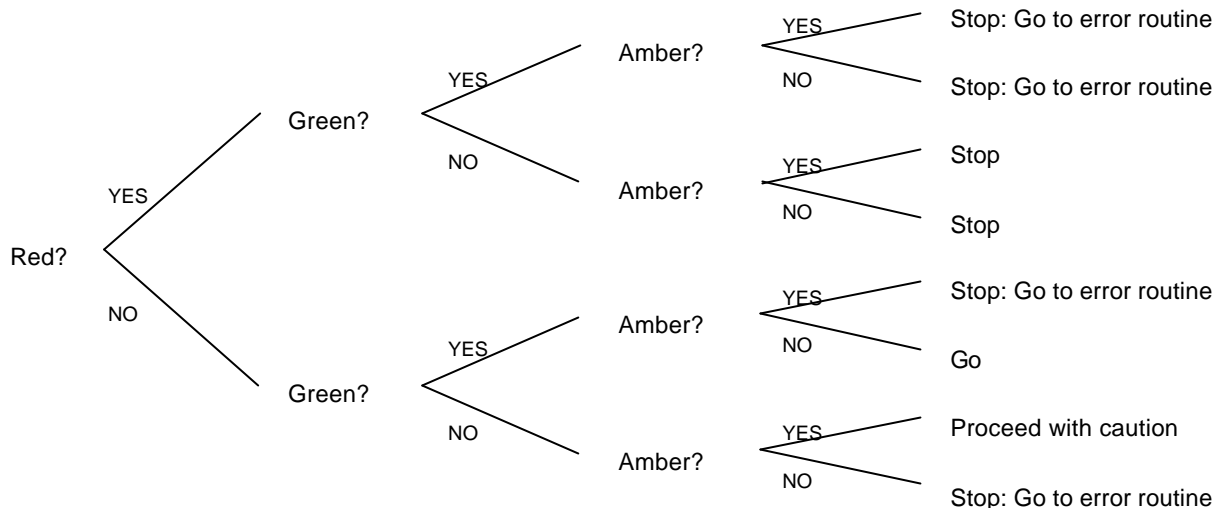 YES
Stop: Go to error routine
Amber?
NO
Stop: Go to error routine
YES
Green?
NO
YES
Stop
Amber?
NO
Stop
YES
Red?
NO
YES
Stop: Go to error routine
Amber?
NO
Go
YES
Green?
NO
YES
Proceed with caution
Amber?
NO
Stop: Go to error routine